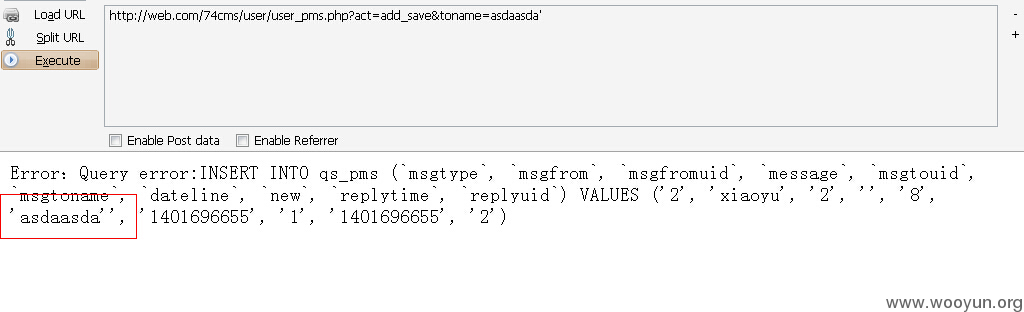 Load URL
http://web.com/74cms/user/user_pms.php?act=add_save&toname=asdaasda'
-
Split URL
+
Execute
Enable Post data Enable Referrer
Error: Query error:INSERT INTO qs_pms (`msgtype`, `msgfrom`, `msgfromuid`, `message`, `msgtouid`,
`msgtoname`, `dateline`, `new`, `replytime`, `replyuid`) VALUES ('2', 'xiaoyu', '2', '', '8',
'asdaasda'', '1401696655', '1', '1401696655', '2')
www.wooyun.org